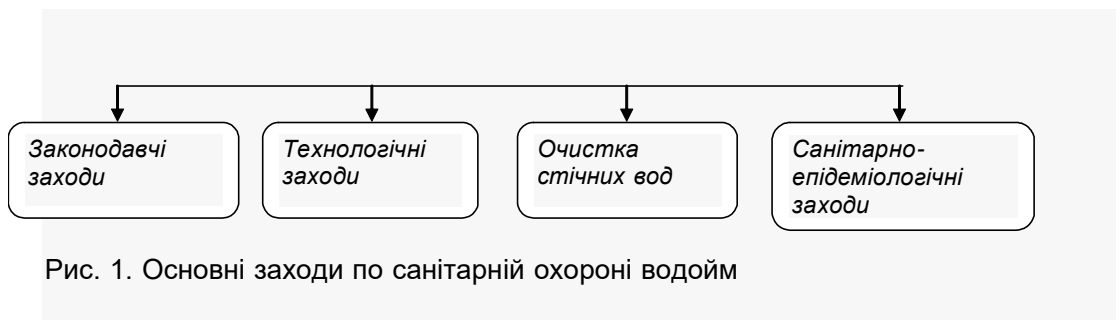 Законодавчі
заходи
Технологічні
заходи
Очистка
стічних вод
Санітарно-
епідеміологічні
заходи
Рис. 1. Основні заходи по санітарній охороні водойм